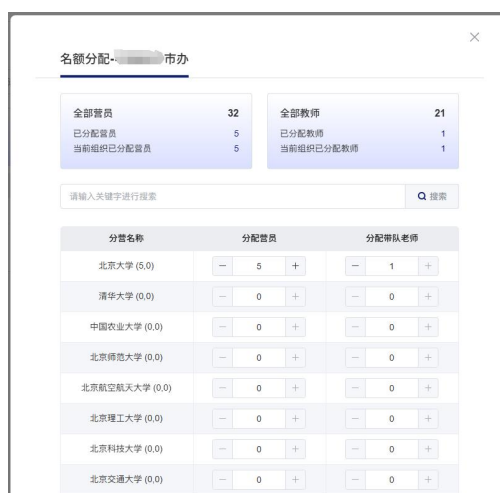 名额分配-市办
全部营员 32
已分配营员 5
当前组织已分配营员 5
全部教师 21
已分配教师 1
当前组织已分配教师 1
请输入关键字进行搜索 搜索
分营名称 分配营员 分配带队老师
北京大学 (5,0) − 5 + − 1 +
清华大学 (0,0) − 0 + − 0 +
中国农业大学 (0,0) − 0 + − 0 +
北京师范大学 (0,0) − 0 + − 0 +
北京航空航天大学 (0,0) − 0 + − 0 +
北京理工大学 (0,0) − 0 + − 0 +
北京科技大学 (0,0) − 0 + − 0 +
北京交通大学 (0,0) − 0 + − 0 +